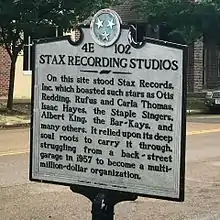 4E 102
STAX RECORDING STUDIOS
On this site stood Stax Records,
Inc. which boasted such stars as Otis
Redding, Rufus and Carla Thomas,
Isaac Hayes, the Staple Singers,
Albert King, the Bar-Kays, and
many others. It relied upon its deep
soul roots to carry it through,
struggling from a back-street
garage in 1957 to become a multi-
million-dollar organization.